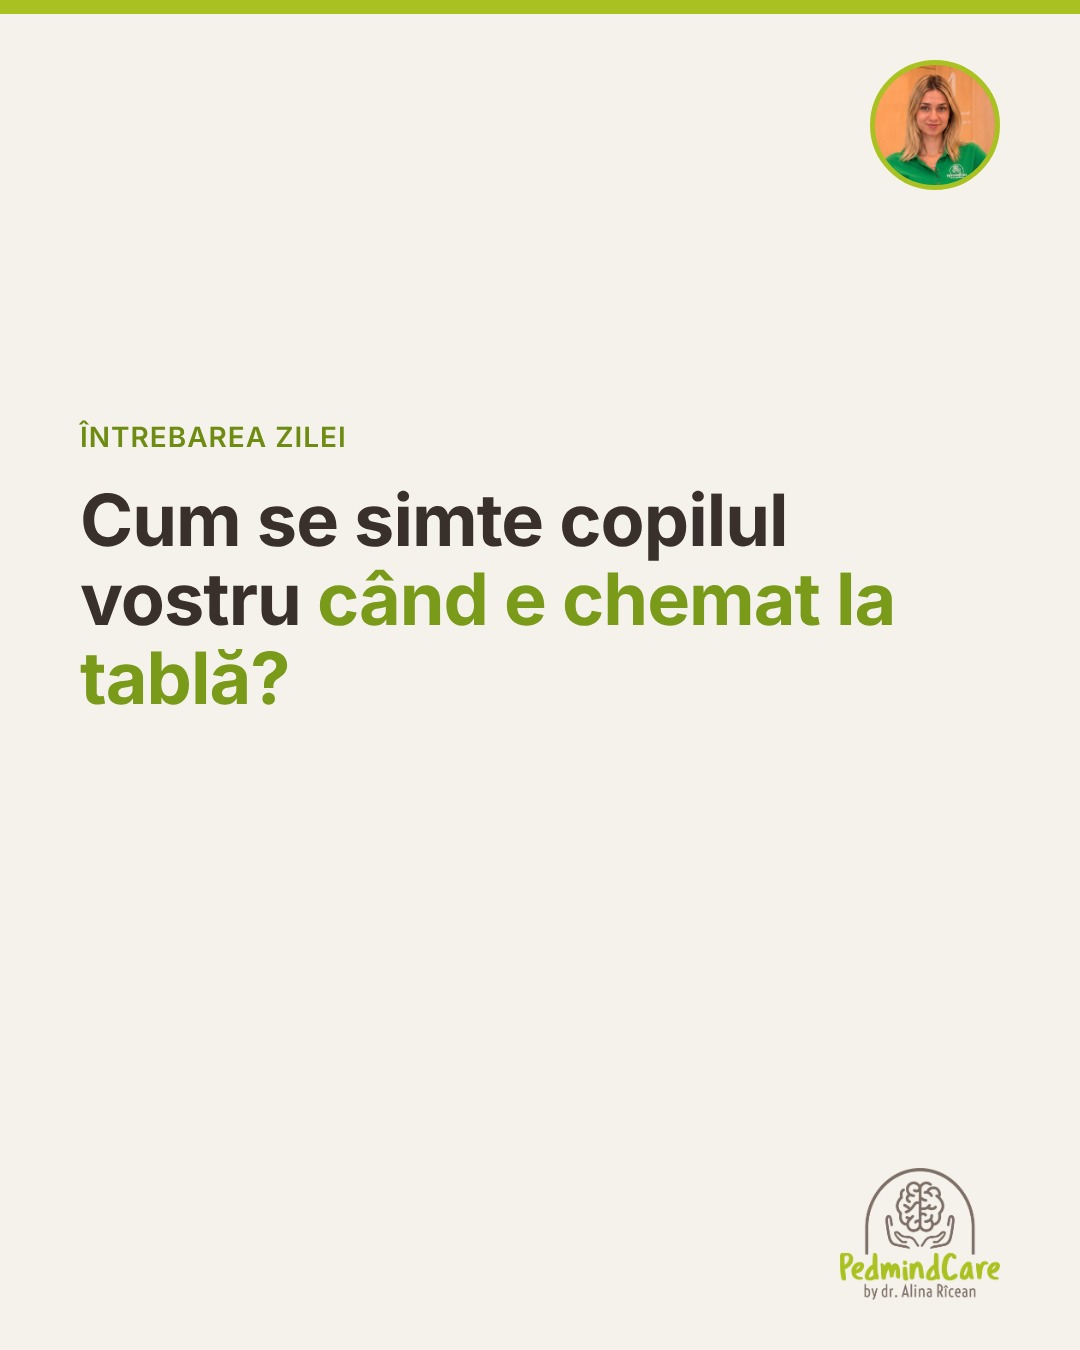 ÎNTREBAREA ZILEI
Cum se simte copilul
vostru când e chemat la
tablă?
PedmindCare
by dr. Alina Rîcean